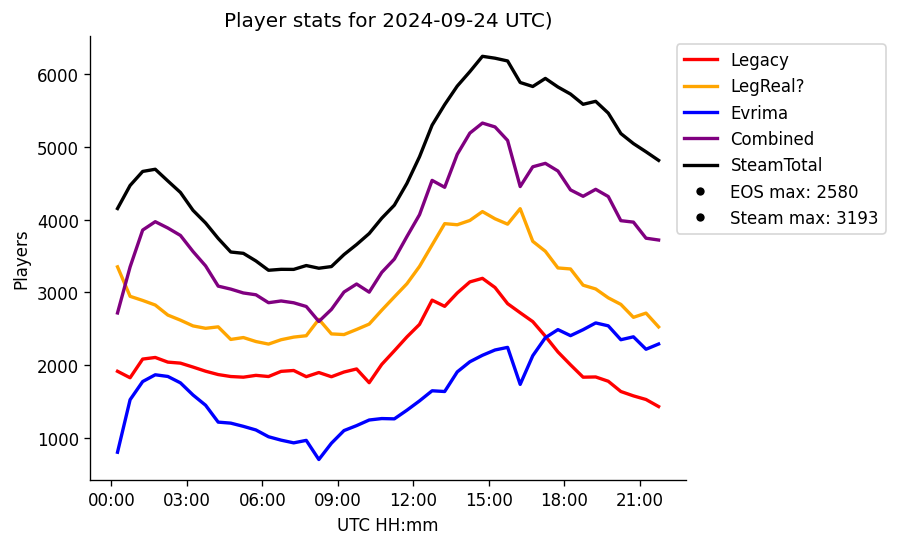 Player stats for 2024-09-24 UTC)
Legacy
LegReal?
Evrima
Combined
SteamTotal
EOS max: 2580
Steam max: 3193
Players
6000
5000
4000
3000
2000
1000
00:00 03:00 06:00 09:00 12:00 15:00 18:00 21:00
UTC HH:mm